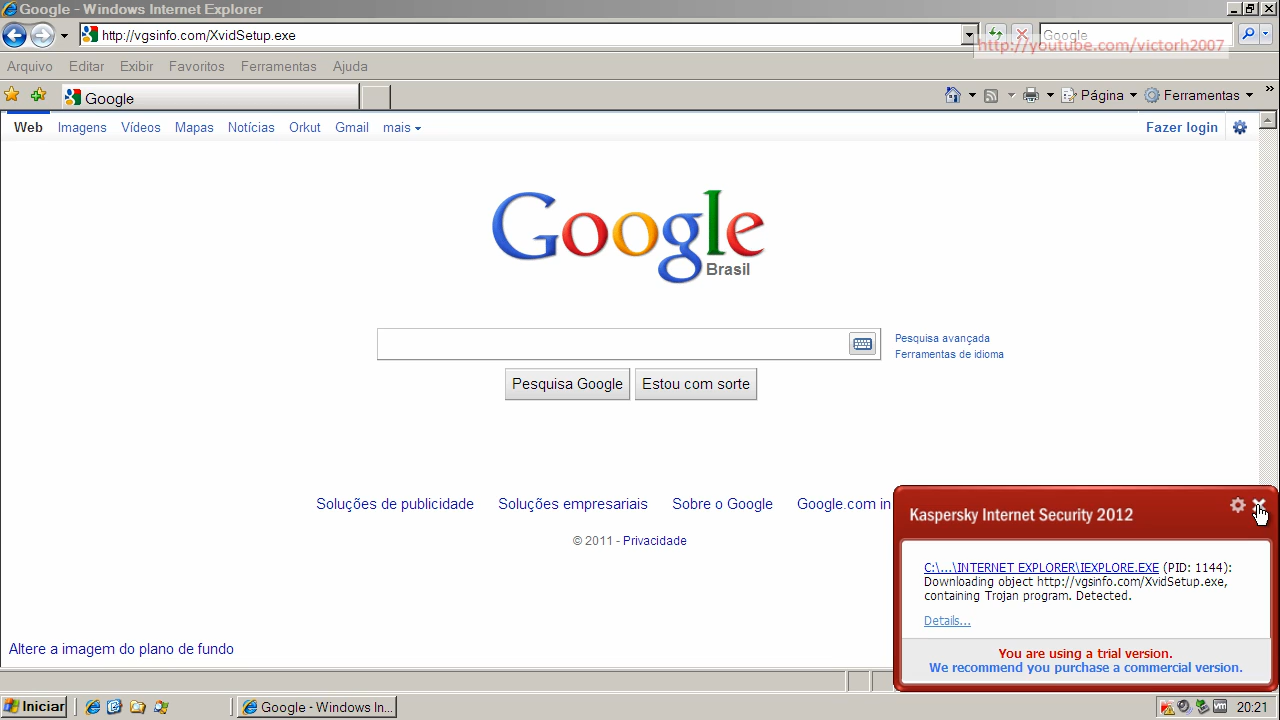 Google - Windows Internet Explorer
http://vgsinfo.com/XvidSetup.exe
Google
http://youtube.com/victorh2007
Arquivo Editar Exibir Favoritos Ferramentas Ajuda
Google
Página Ferramentas »
Web Imagens Vídeos Mapas Notícias Orkut Gmail mais
Fazer login
Google
Brasil
Pesquisa avançada
Ferramentas de idioma
Pesquisa Google Estou com sorte
Soluções de publicidade Soluções empresariais Sobre o Google Google.com in
© 2011 - Privacidade
Altere a imagem do plano de fundo
Kaspersky Internet Security 2012
C:\...\INTERNET EXPLORER\IEXPLORE.EXE (PID: 1144):
Downloading object http://vgsinfo.com/XvidSetup.exe,
containing Trojan program. Detected.
Details...
You are using a trial version.
We recommend you purchase a commercial version.
Iniciar
Google - Windows In...
20:21